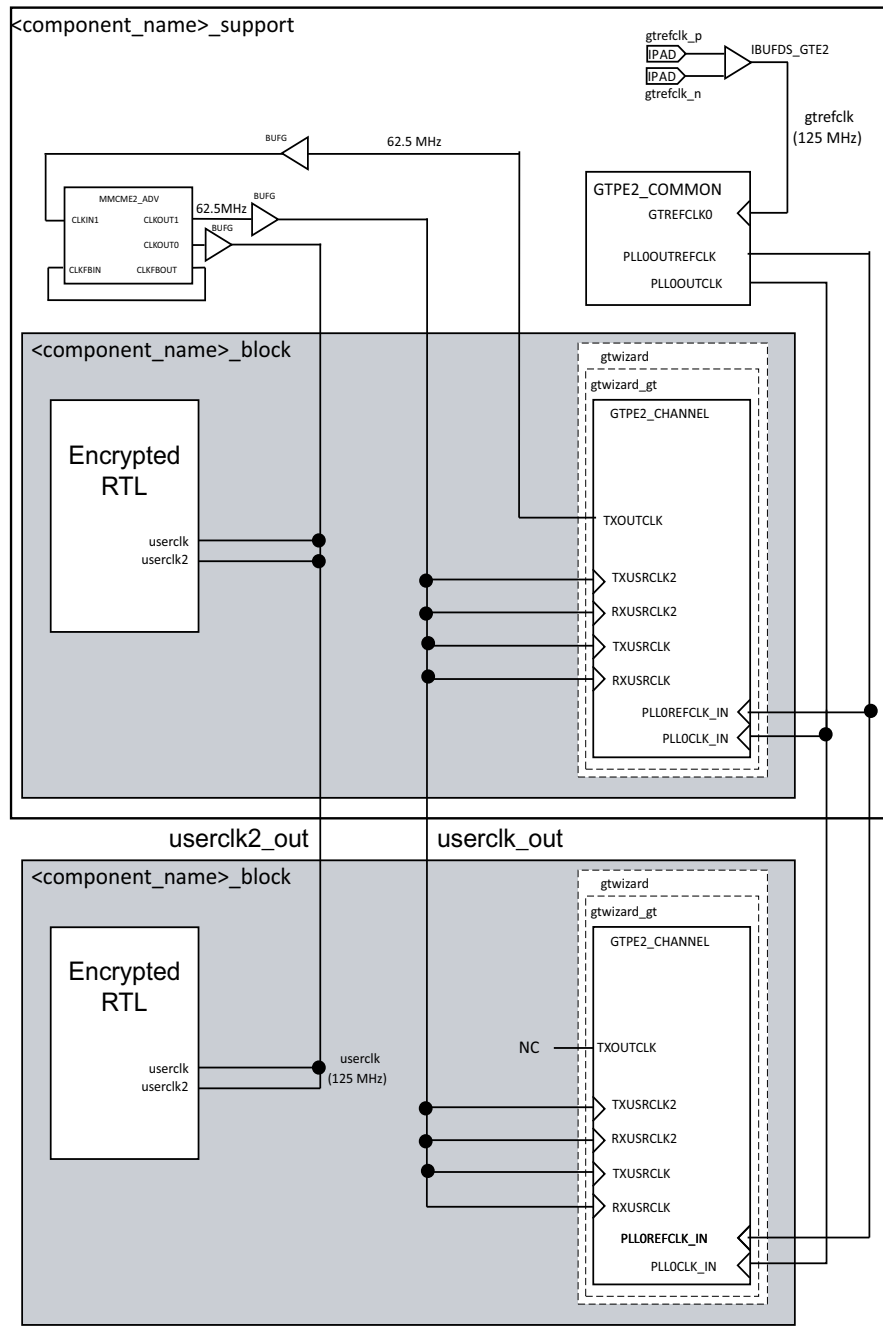 <component_name>_support
gtrefclk_p
IPAD
IBUFDS_GTE2
IPAD
gtrefclk_n
gtrefclk
(125 MHz)
BUFG
62.5 MHz
MMCME2_ADV
CLKIN1
CLKOUT1
62.5MHz
BUFG
CLKOUT0
BUFG
CLKFBIN
CLKFBOUT
GTPE2_COMMON
GTREFCLK0
PLL0OUTREFCLK
PLL0OUTCLK
<component_name>_block
gtwizard
gtwizard_gt
GTPE2_CHANNEL
Encrypted
RTL
userclk
userclk2
TXOUTCLK
TXUSRCLK2
RXUSRCLK2
TXUSRCLK
RXUSRCLK
PLL0REFCLK_IN
PLL0CLK_IN
userclk2_out
userclk_out
<component_name>_block
gtwizard
gtwizard_gt
GTPE2_CHANNEL
Encrypted
RTL
userclk
userclk2
userclk
(125 MHz)
NC
TXOUTCLK
TXUSRCLK2
RXUSRCLK2
TXUSRCLK
RXUSRCLK
PLL0REFCLK_IN
PLL0CLK_IN